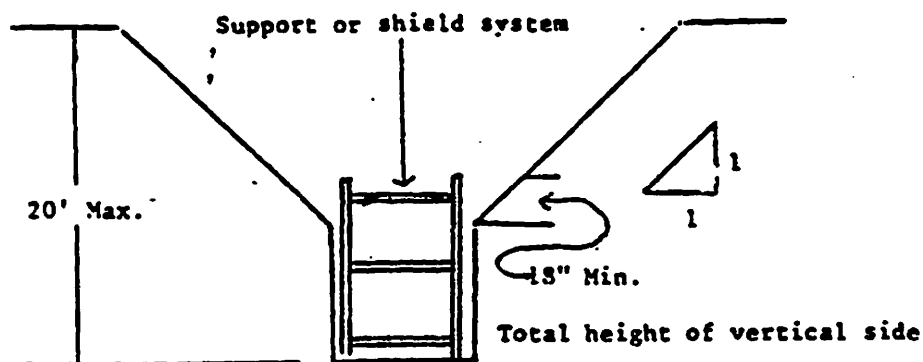 Support or shield system
20' Max.
1
1
18" Min.
Total height of vertical side